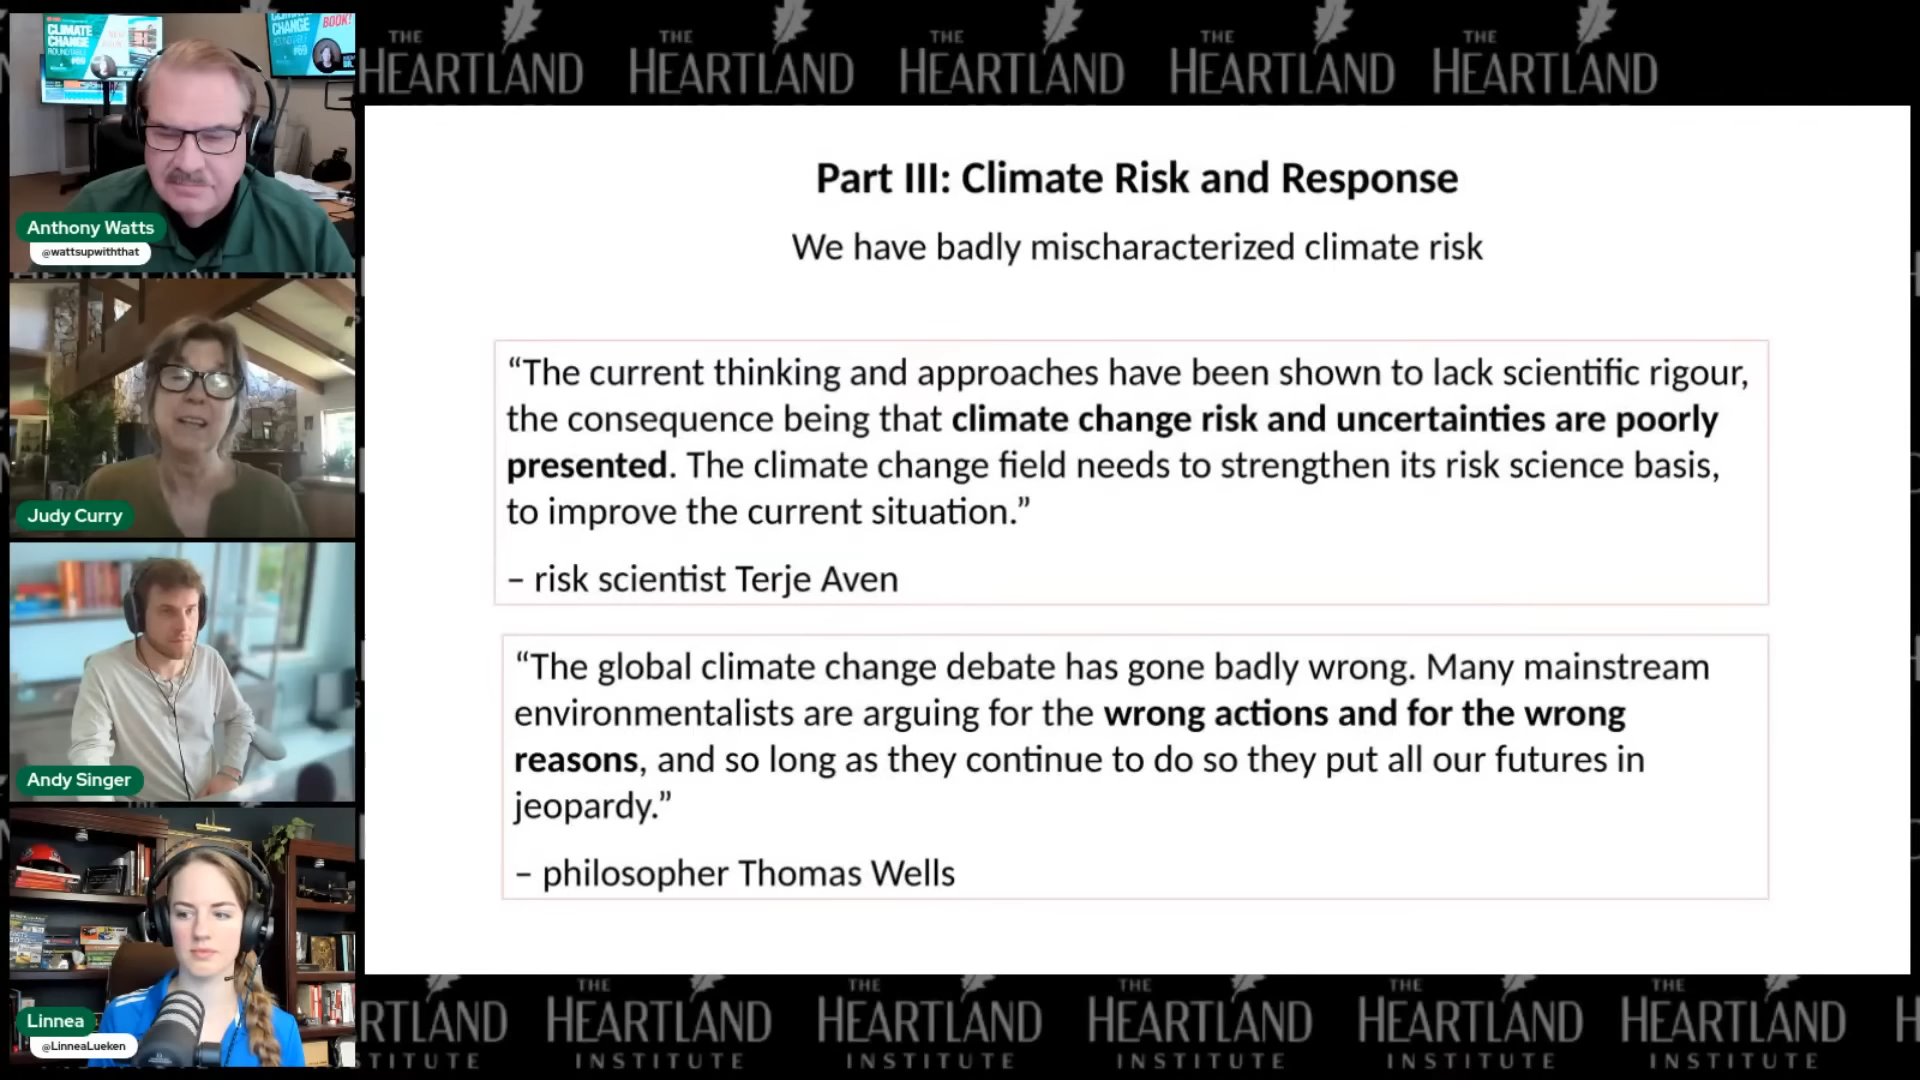 THE
HEARTLAND
THE
HEARTLAND
THE
HEARTLAND
THE
HEARTLAND
THE
HEARTLAND
CLIMATE
CHANGE
CHANGE
BOOK!
Anthony Watts
@wattsupwiththat
Judy Curry
Andy Singer
Linnea
@LinneaLueken
Part III: Climate Risk and Response
We have badly mischaracterized climate risk
“The current thinking and approaches have been shown to lack scientific rigour,
the consequence being that climate change risk and uncertainties are poorly
presented. The climate change field needs to strengthen its risk science basis,
to improve the current situation.”
– risk scientist Terje Aven
“The global climate change debate has gone badly wrong. Many mainstream
environmentalists are arguing for the wrong actions and for the wrong
reasons, and so long as they continue to do so they put all our futures in
jeopardy.”
– philosopher Thomas Wells
RTLAND
TITUTE
THE
HEARTLAND
INSTITUTE
THE
HEARTLAND
INSTITUTE
THE
HEARTLAND
INSTITUTE
THE
HEARTLAND
INSTITUTE
THE
HEARTLAND
INSTITUTE